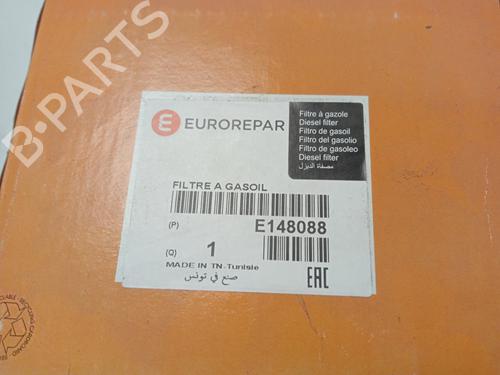 B-PARTS
EUROREPAR
Filtre à gazole
Diesel filter
Filtro de gasoil
Filtro del gasolio
Filtro de gasoleo
Diesel filter
مصفاة الديزل
FILTRE A GASOIL
(P)
E148088
(Q)
1
MADE IN TN-Tunisie
صنع في تونس
EAC